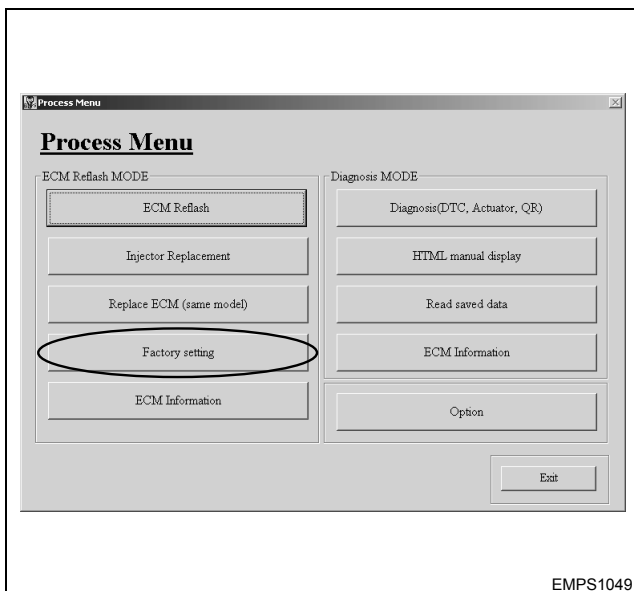 Process Menu
Process Menu
ECM Reflash MODE
ECM Reflash
Injector Replacement
Replace ECM (same model)
Factory setting
ECM Information
Diagnosis MODE
Diagnosis(DTC, Actuator, QR)
HTML manual display
Read saved data
ECM Information
Option
Exit
EMPS1049